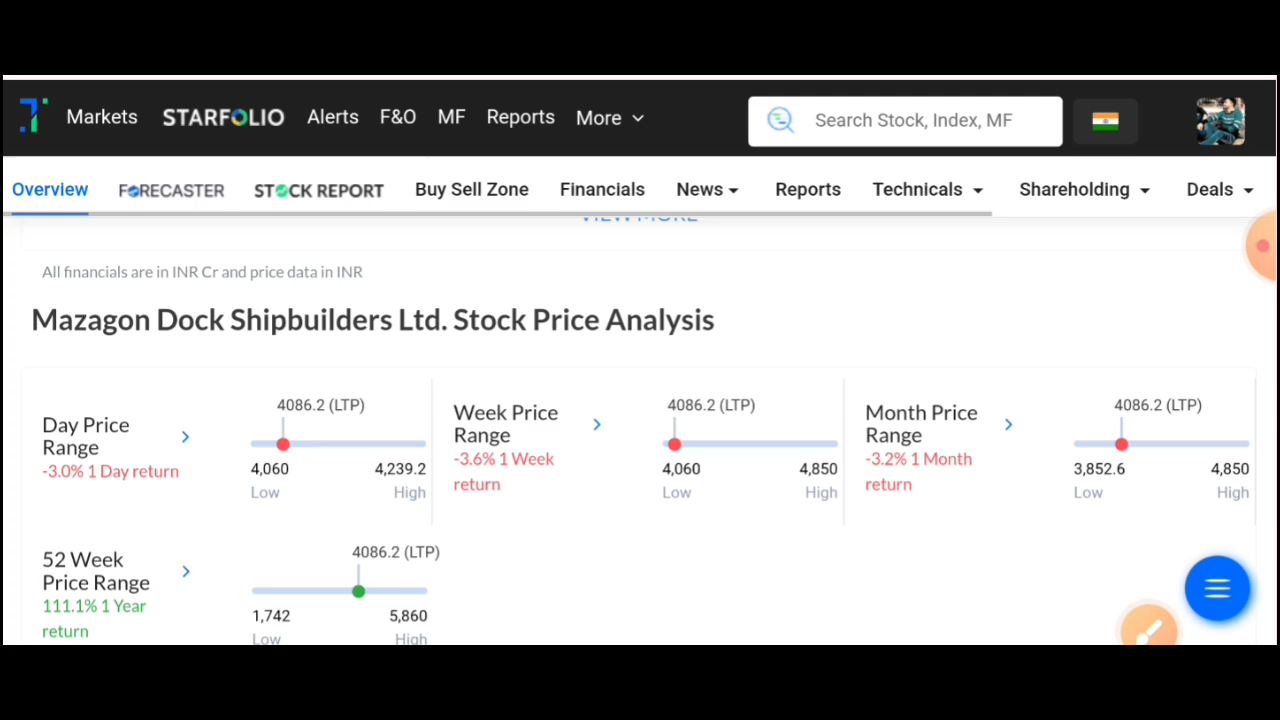 Markets STARFOLIO Alerts F&O MF Reports More Search Stock, Index, MF
Overview FORECASTER STOCK REPORT Buy Sell Zone Financials News Reports Technicals Shareholding Deals
VIEW MORE
All financials are in INR Cr and price data in INR
Mazagon Dock Shipbuilders Ltd. Stock Price Analysis
Day Price
Range
-3.0% 1 Day return
4086.2 (LTP)
4,060 4,239.2
Low High
Week Price
Range
-3.6% 1 Week
return
4086.2 (LTP)
4,060 4,850
Low High
Month Price
Range
-3.2% 1 Month
return
4086.2 (LTP)
3,852.6 4,850
Low High
52 Week
Price Range
111.1% 1 Year
return
4086.2 (LTP)
1,742 5,860
Low High